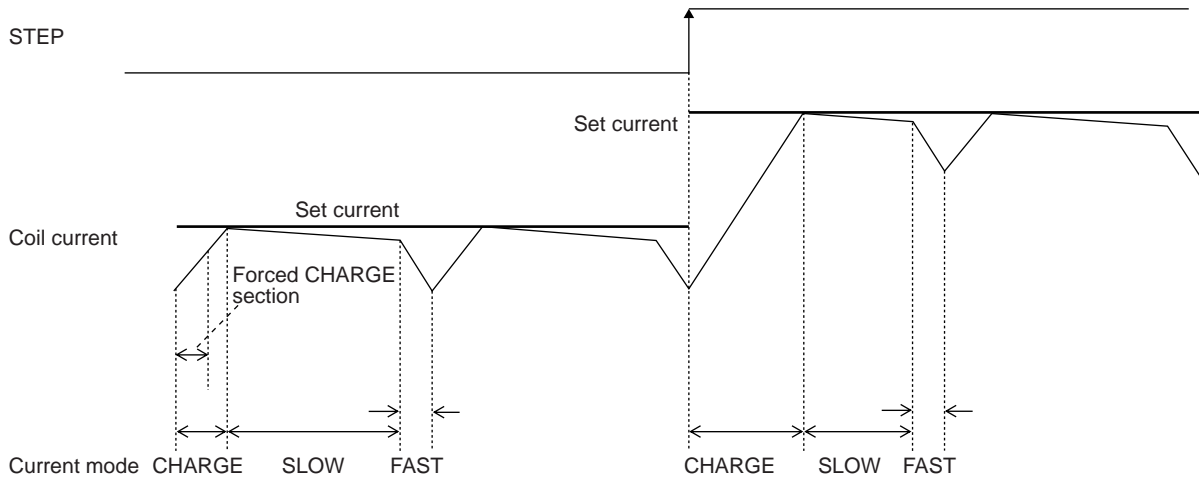 STEP
Set current
Set current
Coil current
Forced CHARGE
section
Current mode CHARGE SLOW FAST CHARGE SLOW FAST